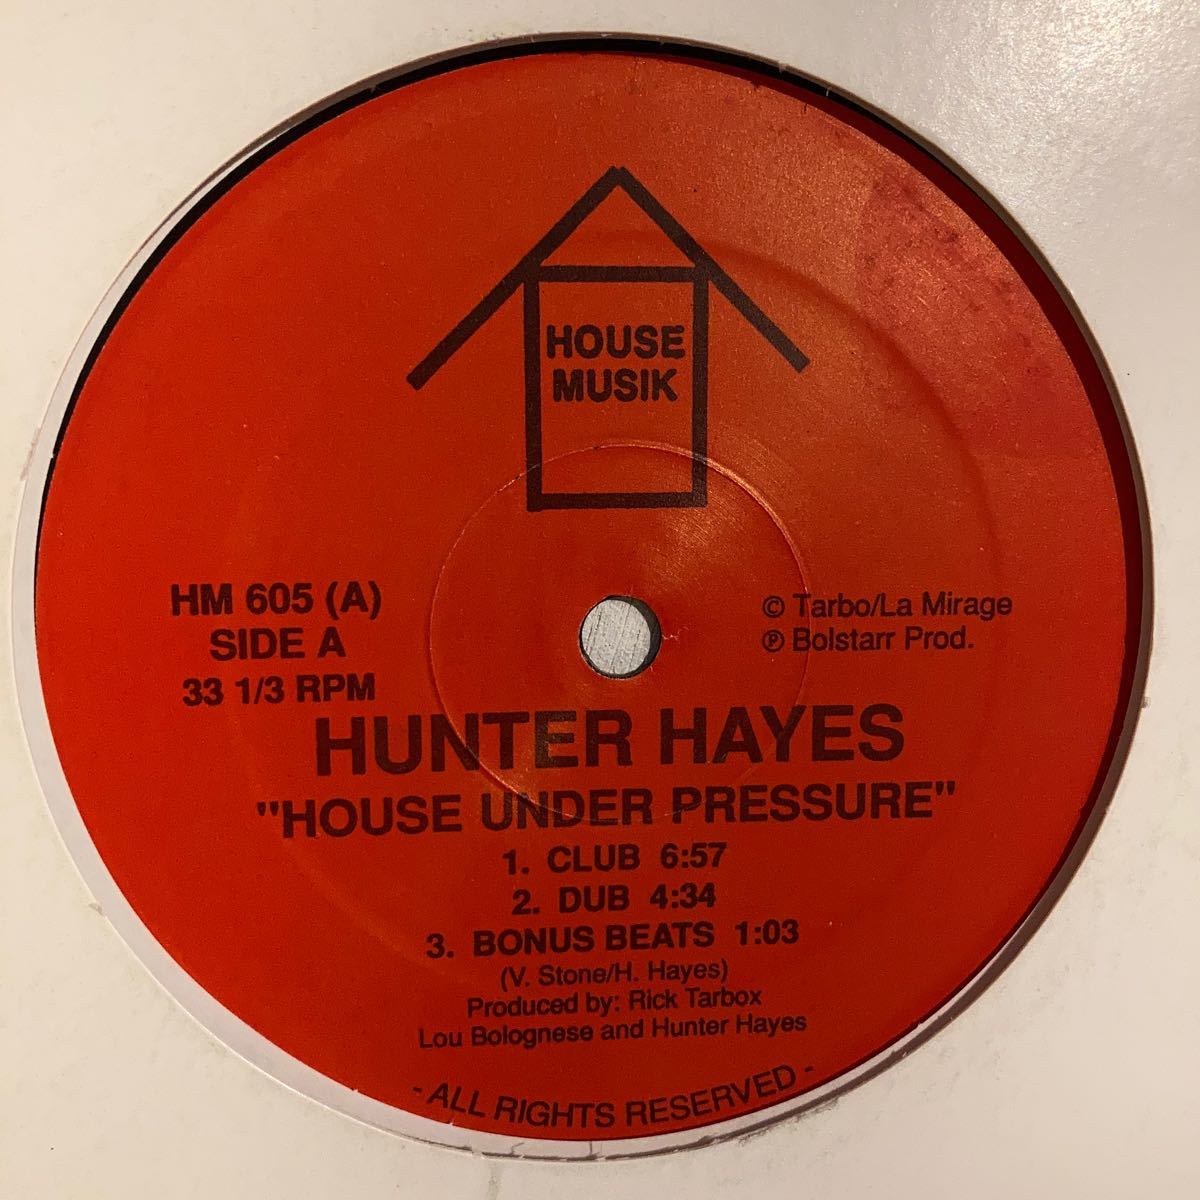 HOUSE
MUSIK
HM 605 (A)
SIDE A
33 1/3 RPM
© Tarbo/La Mirage
℗ Bolstarr Prod.
HUNTER HAYES
"HOUSE UNDER PRESSURE"
1. CLUB 6:57
2. DUB 4:34
3. BONUS BEATS 1:03
(V. Stone/H. Hayes)
Produced by: Rick Tarbox
Lou Bolognese and Hunter Hayes
- ALL RIGHTS RESERVED -